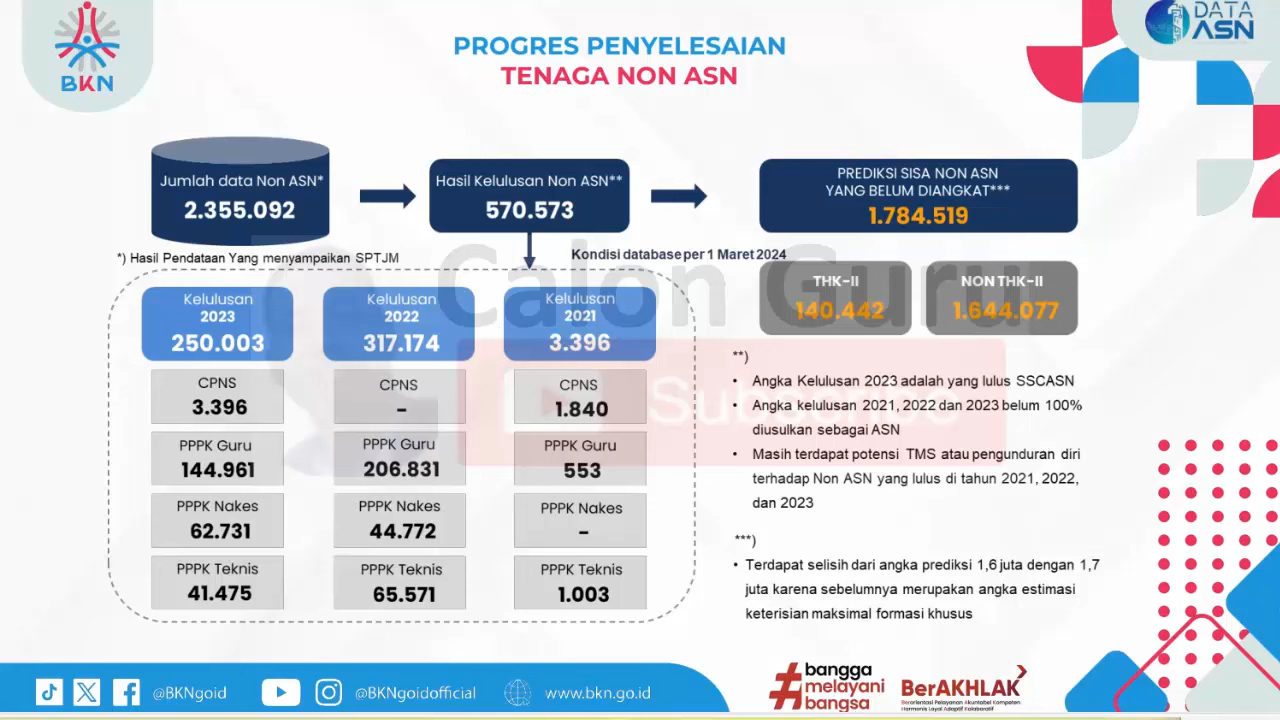 BKN
DATA
ASN
PROGRES PENYELESAIAN
TENAGA NON ASN
Jumlah data Non ASN*
2.355.092
Hasil Kelulusan Non ASN**
570.573
PREDIKSI SISA NON ASN
YANG BELUM DIANGKAT***
1.784.519
*) Hasil Pendataan Yang menyampaikan SPTJM
Kondisi database per 1 Maret 2024
THK-II
140.442
NON THK-II
1.644.077
Calon Guru
Subscribe
Kelulusan
2023
250.003
CPNS
3.396
PPPK Guru
144.961
PPPK Nakes
62.731
PPPK Teknis
41.475
Kelulusan
2022
317.174
CPNS
-
PPPK Guru
206.831
PPPK Nakes
44.772
PPPK Teknis
65.571
Kelulusan
2021
3.396
CPNS
1.840
PPPK Guru
553
PPPK Nakes
-
PPPK Teknis
1.003
**)
• Angka Kelulusan 2023 adalah yang lulus SSCASN
• Angka kelulusan 2021, 2022 dan 2023 belum 100%
diusulkan sebagai ASN
• Masih terdapat potensi TMS atau pengunduran diri
terhadap Non ASN yang lulus di tahun 2021, 2022,
dan 2023
***)
• Terdapat selisih dari angka prediksi 1,6 juta dengan 1,7
juta karena sebelumnya merupakan angka estimasi
keterisian maksimal formasi khusus
@BKNgoid
@BKNgoidofficial
www.bkn.go.id
#bangga
melayani
bangsa
BerAKHLAK
Berorientasi Pelayanan Akuntabel Kompeten
Harmonis Loyal Adaptif Kolaboratif